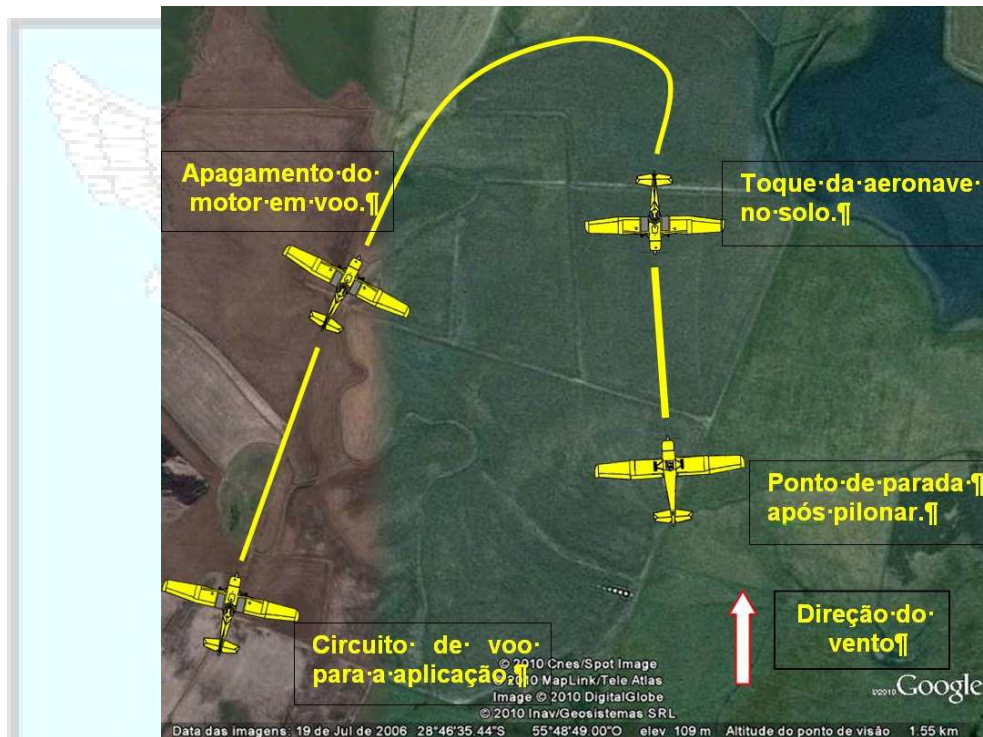 Apagamento·do·
motor·em·voo.¶
Toque·da·aeronave·
no·solo.¶
Ponto·de·parada·¶
após·pilonar.¶
Direção·do·
vento¶
Circuito· de· voo·
para·a·aplicação.¶
© 2010 Cnes/Spot Image
© 2010 MapLink/Tele Atlas
Image © 2010 DigitalGlobe
© 2010 Inav/Geosistemas SRL
©2010 Google
Data das imagens: 19 de Jul de 2006 28°46'35.44"S 55°48'49.00"O elev 109 m Altitude do ponto de visão 1.55 km